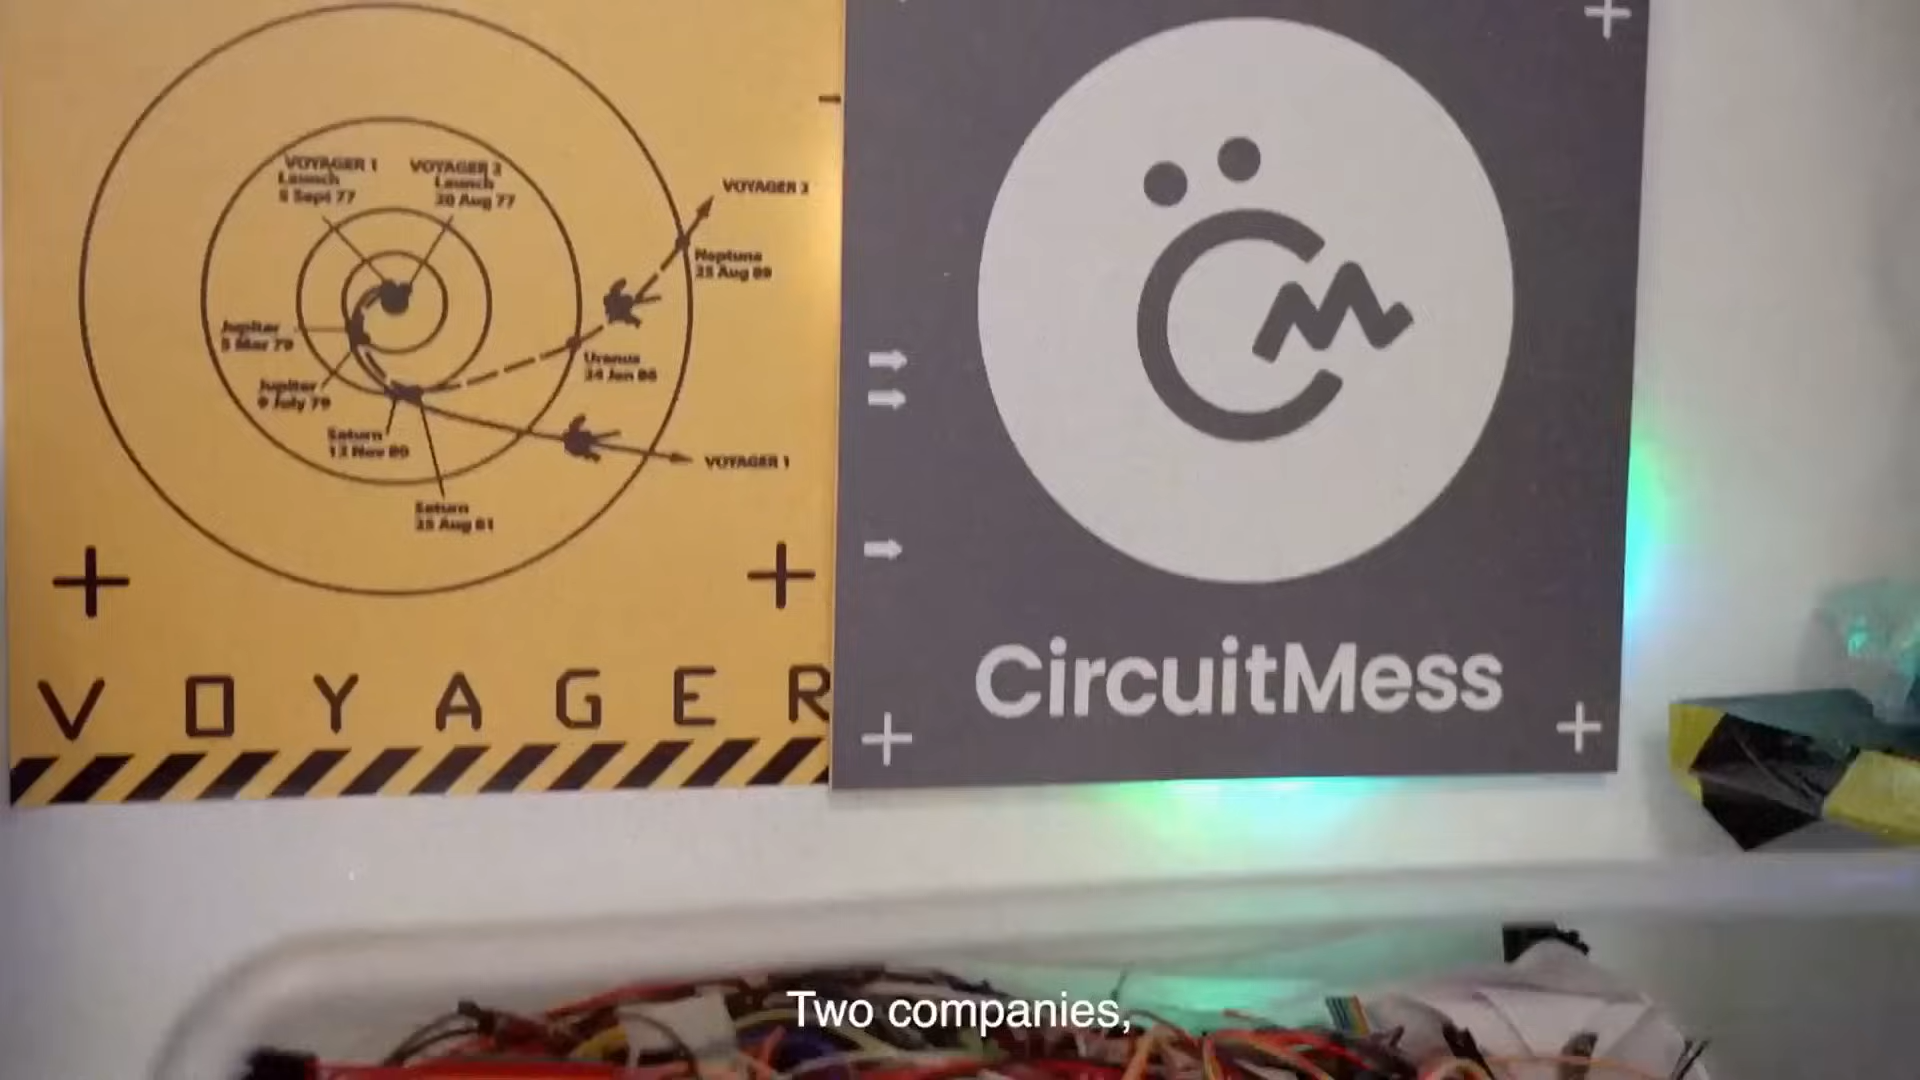 VOYAGER 1
Launch
5 Sept 77
VOYAGER 2
Launch
20 Aug 77
VOYAGER 2
Neptune
25 Aug 89
Jupiter
5 Mar 79
Uranus
24 Jan 86
Jupiter
9 July 79
Saturn
12 Nov 80
VOYAGER 1
Saturn
25 Aug 81
VOYAGER
CM
CircuitMess
Two companies,